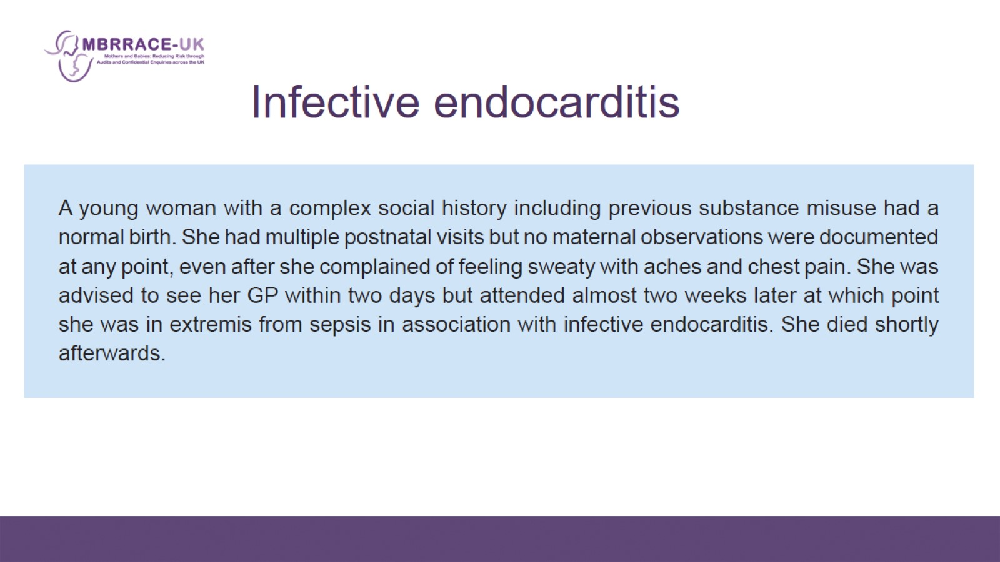 MBRRACE-UK
Mothers and Babies: Reducing Risk through
Audits and Confidential Enquiries across the UK
Infective endocarditis
A young woman with a complex social history including previous substance misuse had a
normal birth. She had multiple postnatal visits but no maternal observations were documented
at any point, even after she complained of feeling sweaty with aches and chest pain. She was
advised to see her GP within two days but attended almost two weeks later at which point
she was in extremis from sepsis in association with infective endocarditis. She died shortly
afterwards.